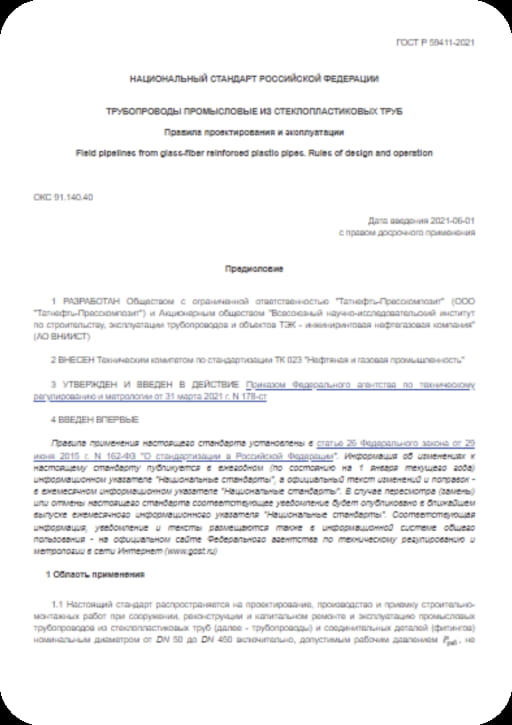 ГОСТ Р 59411-2021
НАЦИОНАЛЬНЫЙ СТАНДАРТ РОССИЙСКОЙ ФЕДЕРАЦИИ
ТРУБОПРОВОДЫ ПРОМЫСЛОВЫЕ ИЗ СТЕКЛОПЛАСТИКОВЫХ ТРУБ
Правила проектирования и эксплуатации
Field pipelines from glass-fiber reinforced plastic pipes. Rules of design and operation
ОКС 91.140.40
Дата введения 2021-06-01
с правом досрочного применения
Предисловие
1 РАЗРАБОТАН Обществом с ограниченной ответственностью "Татнефть-Пресскомпозит" (ООО
"Татнефть-Пресскомпозит") и Акционерным обществом "Всесоюзный научно-исследовательский институт
по строительству, эксплуатации трубопроводов и объектов ТЭК - инжиниринговая нефтегазовая компания"
(АО ВНИИСТ)
2 ВНЕСЕН Техническим комитетом по стандартизации ТК 023 "Нефтяная и газовая промышленность"
3 УТВЕРЖДЕН И ВВЕДЕН В ДЕЙСТВИЕ Приказом Федерального агентства по техническому
регулированию и метрологии от 31 марта 2021 г. N 178-ст
4 ВВЕДЕН ВПЕРВЫЕ
Правила применения настоящего стандарта установлены в статье 26 Федерального закона от 29
июня 2015 г. N 162-ФЗ "О стандартизации в Российской Федерации". Информация об изменениях к
настоящему стандарту публикуется в ежегодном (по состоянию на 1 января текущего года)
информационном указателе "Национальные стандарты", а официальный текст изменений и поправок -
в ежемесячном информационном указателе "Национальные стандарты". В случае пересмотра (замены)
или отмены настоящего стандарта соответствующее уведомление будет опубликовано в ближайшем
выпуске ежемесячного информационного указателя "Национальные стандарты". Соответствующая
информация, уведомление и тексты размещаются также в информационной системе общего
пользования - на официальном сайте Федерального агентства по техническому регулированию и
метрологии в сети Интернет (www.gost.ru)
1 Область применения
1.1 Настоящий стандарт распространяется на проектирование, производство и приемку строительно-
монтажных работ при сооружении, реконструкции и капитальном ремонте и эксплуатацию промысловых
трубопроводов из стеклопластиковых труб (далее - трубопроводы) и соединительных деталей (фитингов)
номинальным диаметром от DN 50 до DN 450 включительно, допустимым рабочим давлением Pраб, не